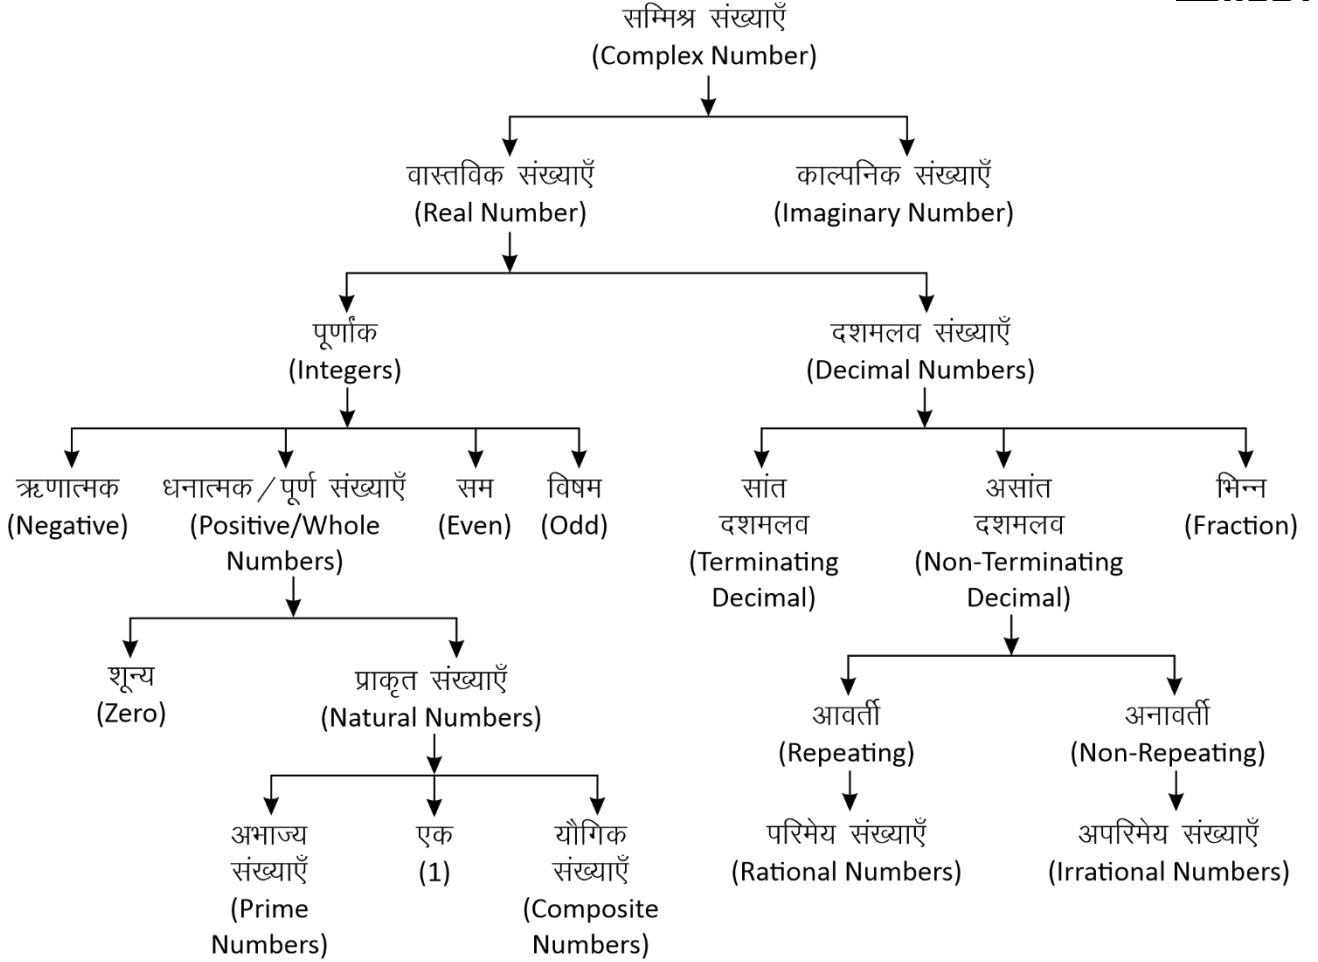 सम्मिश्र संख्याएँ
(Complex Number)
वास्तविक संख्याएँ
(Real Number)
काल्पनिक संख्याएँ
(Imaginary Number)
पूर्णांक
(Integers)
दशमलव संख्याएँ
(Decimal Numbers)
ऋणात्मक
(Negative)
धनात्मक / पूर्ण संख्याएँ
(Positive/Whole
Numbers)
सम
(Even)
विषम
(Odd)
सांत
दशमलव
(Terminating
Decimal)
असांत
दशमलव
(Non-Terminating
Decimal)
भिन्न
(Fraction)
शून्य
(Zero)
प्राकृत संख्याएँ
(Natural Numbers)
आवर्ती
(Repeating)
अनावर्ती
(Non-Repeating)
अभाज्य
संख्याएँ
(Prime
Numbers)
एक
(1)
यौगिक
संख्याएँ
(Composite
Numbers)
परिमेय संख्याएँ
(Rational Numbers)
अपरिमेय संख्याएँ
(Irrational Numbers)